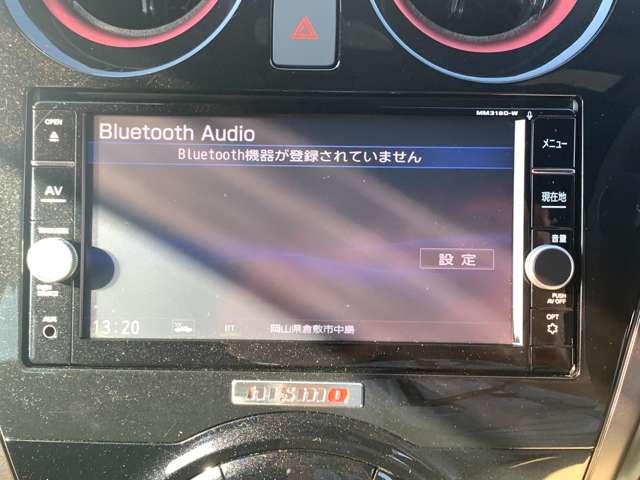 MM318D-W
OPEN
Bluetooth Audio
メニュー
Bluetooth機器が登録されていません
AV
現在地
音量
設定
PUSH
AV OFF
AUX
13:20
岡山県倉敷市中島
OPT